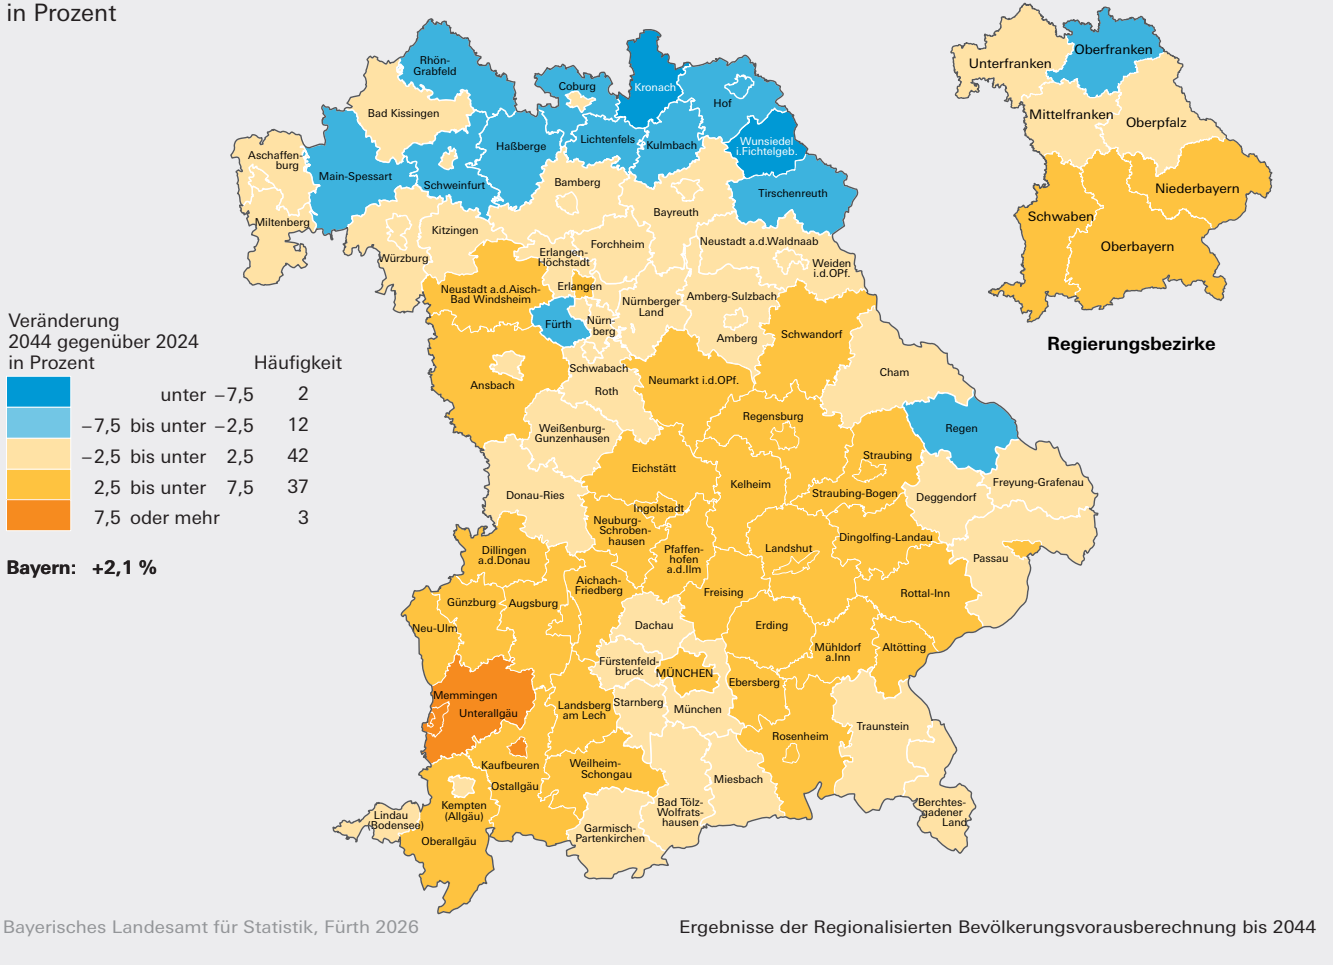 in Prozent
Rhön-
Grabfeld
Coburg
Kronach
Hof
Bad Kissingen
Haßberge
Lichtenfels
Kulmbach
Wunsiedel
i.Fichtelgeb.
Aschaffen-
burg
Main-Spessart
Schweinfurt
Bamberg
Tirschenreuth
Miltenberg
Kitzingen
Bayreuth
Würzburg
Erlangen-
Höchstadt
Forchheim
Neustadt a.d.Waldnaab
Weiden
i.d.OPf.
Neustadt a.d.Aisch-
Bad Windsheim
Erlangen
Nürnberger
Land
Amberg-Sulzbach
Fürth
Nürn-
berg
Amberg
Schwandorf
Ansbach
Schwabach
Roth
Neumarkt i.d.OPf.
Cham
Weißenburg-
Gunzenhausen
Regensburg
Regen
Donau-Ries
Eichstätt
Kelheim
Straubing
Straubing-Bogen
Deggendorf
Freyung-Grafenau
Ingolstadt
Neuburg-
Schroben-
hausen
Dillingen
a.d.Donau
Pfaffen-
hofen
a.d.Ilm
Landshut
Dingolfing-Landau
Passau
Aichach-
Friedberg
Freising
Rottal-Inn
Günzburg
Augsburg
Neu-Ulm
Dachau
Erding
Mühldorf
a.Inn
Altötting
Fürstenfeld-
bruck
MÜNCHEN
Ebersberg
Memmingen
Unterallgäu
Landsberg
am Lech
Starnberg
München
Traunstein
Rosenheim
Kaufbeuren
Ostallgäu
Weilheim-
Schongau
Miesbach
Kempten
(Allgäu)
Bad Tölz-
Wolfrats-
hausen
Berchtes-
gadener
Land
Lindau
(Bodensee)
Oberallgäu
Garmisch-
Partenkirchen
Oberfranken
Unterfranken
Mittelfranken
Oberpfalz
Niederbayern
Schwaben
Oberbayern
Regierungsbezirke
Veränderung
2044 gegenüber 2024
in Prozent Häufigkeit
unter −7,5 2
−7,5 bis unter −2,5 12
−2,5 bis unter 2,5 42
2,5 bis unter 7,5 37
7,5 oder mehr 3
Bayern: +2,1 %
Bayerisches Landesamt für Statistik, Fürth 2026
Ergebnisse der Regionalisierten Bevölkerungsvorausberechnung bis 2044